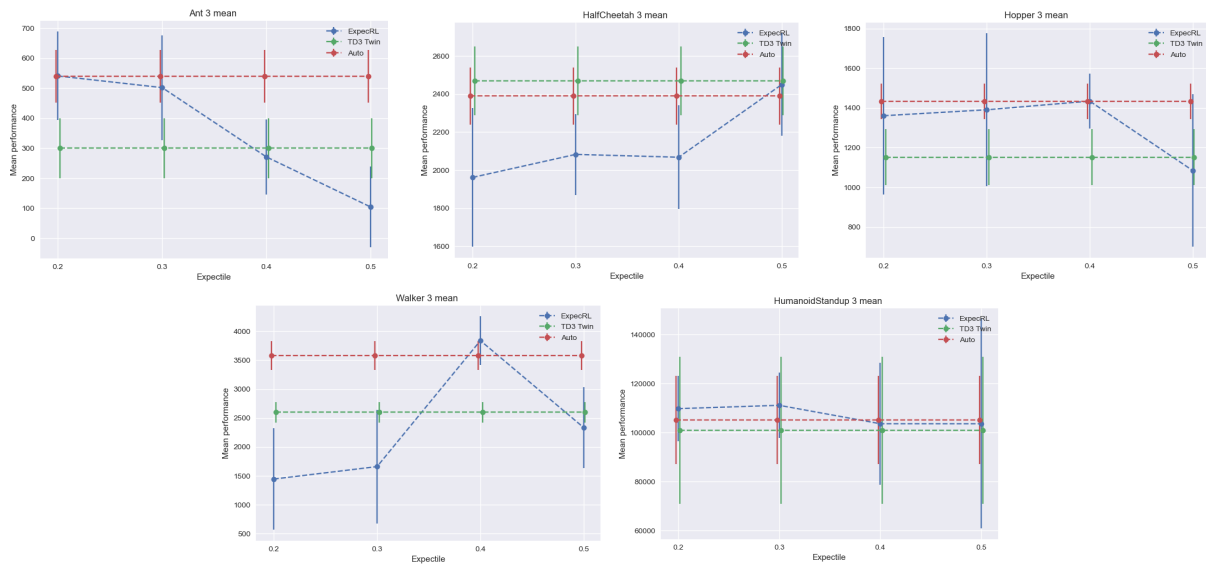 Ant 3 mean
ExpecRL
TD3 Twin
Auto
700
600
500
400
300
200
100
0
Mean performance
0.2
0.3
0.4
0.5
Expectile
HalfCheetah 3 mean
ExpecRL
TD3 Twin
Auto
2600
2400
2200
2000
1800
1600
Mean performance
0.2
0.3
0.4
0.5
Expectile
Hopper 3 mean
ExpecRL
TD3 Twin
Auto
1800
1600
1400
1200
1000
800
Mean performance
0.2
0.3
0.4
0.5
Expectile
Walker 3 mean
ExpecRL
TD3 Twin
Auto
4000
3500
3000
2500
2000
1500
1000
500
Mean performance
0.2
0.3
0.4
0.5
Expectile
HumanoidStandup 3 mean
ExpecRL
TD3 Twin
Auto
140000
120000
100000
80000
60000
Mean performance
0.2
0.3
0.4
0.5
Expectile